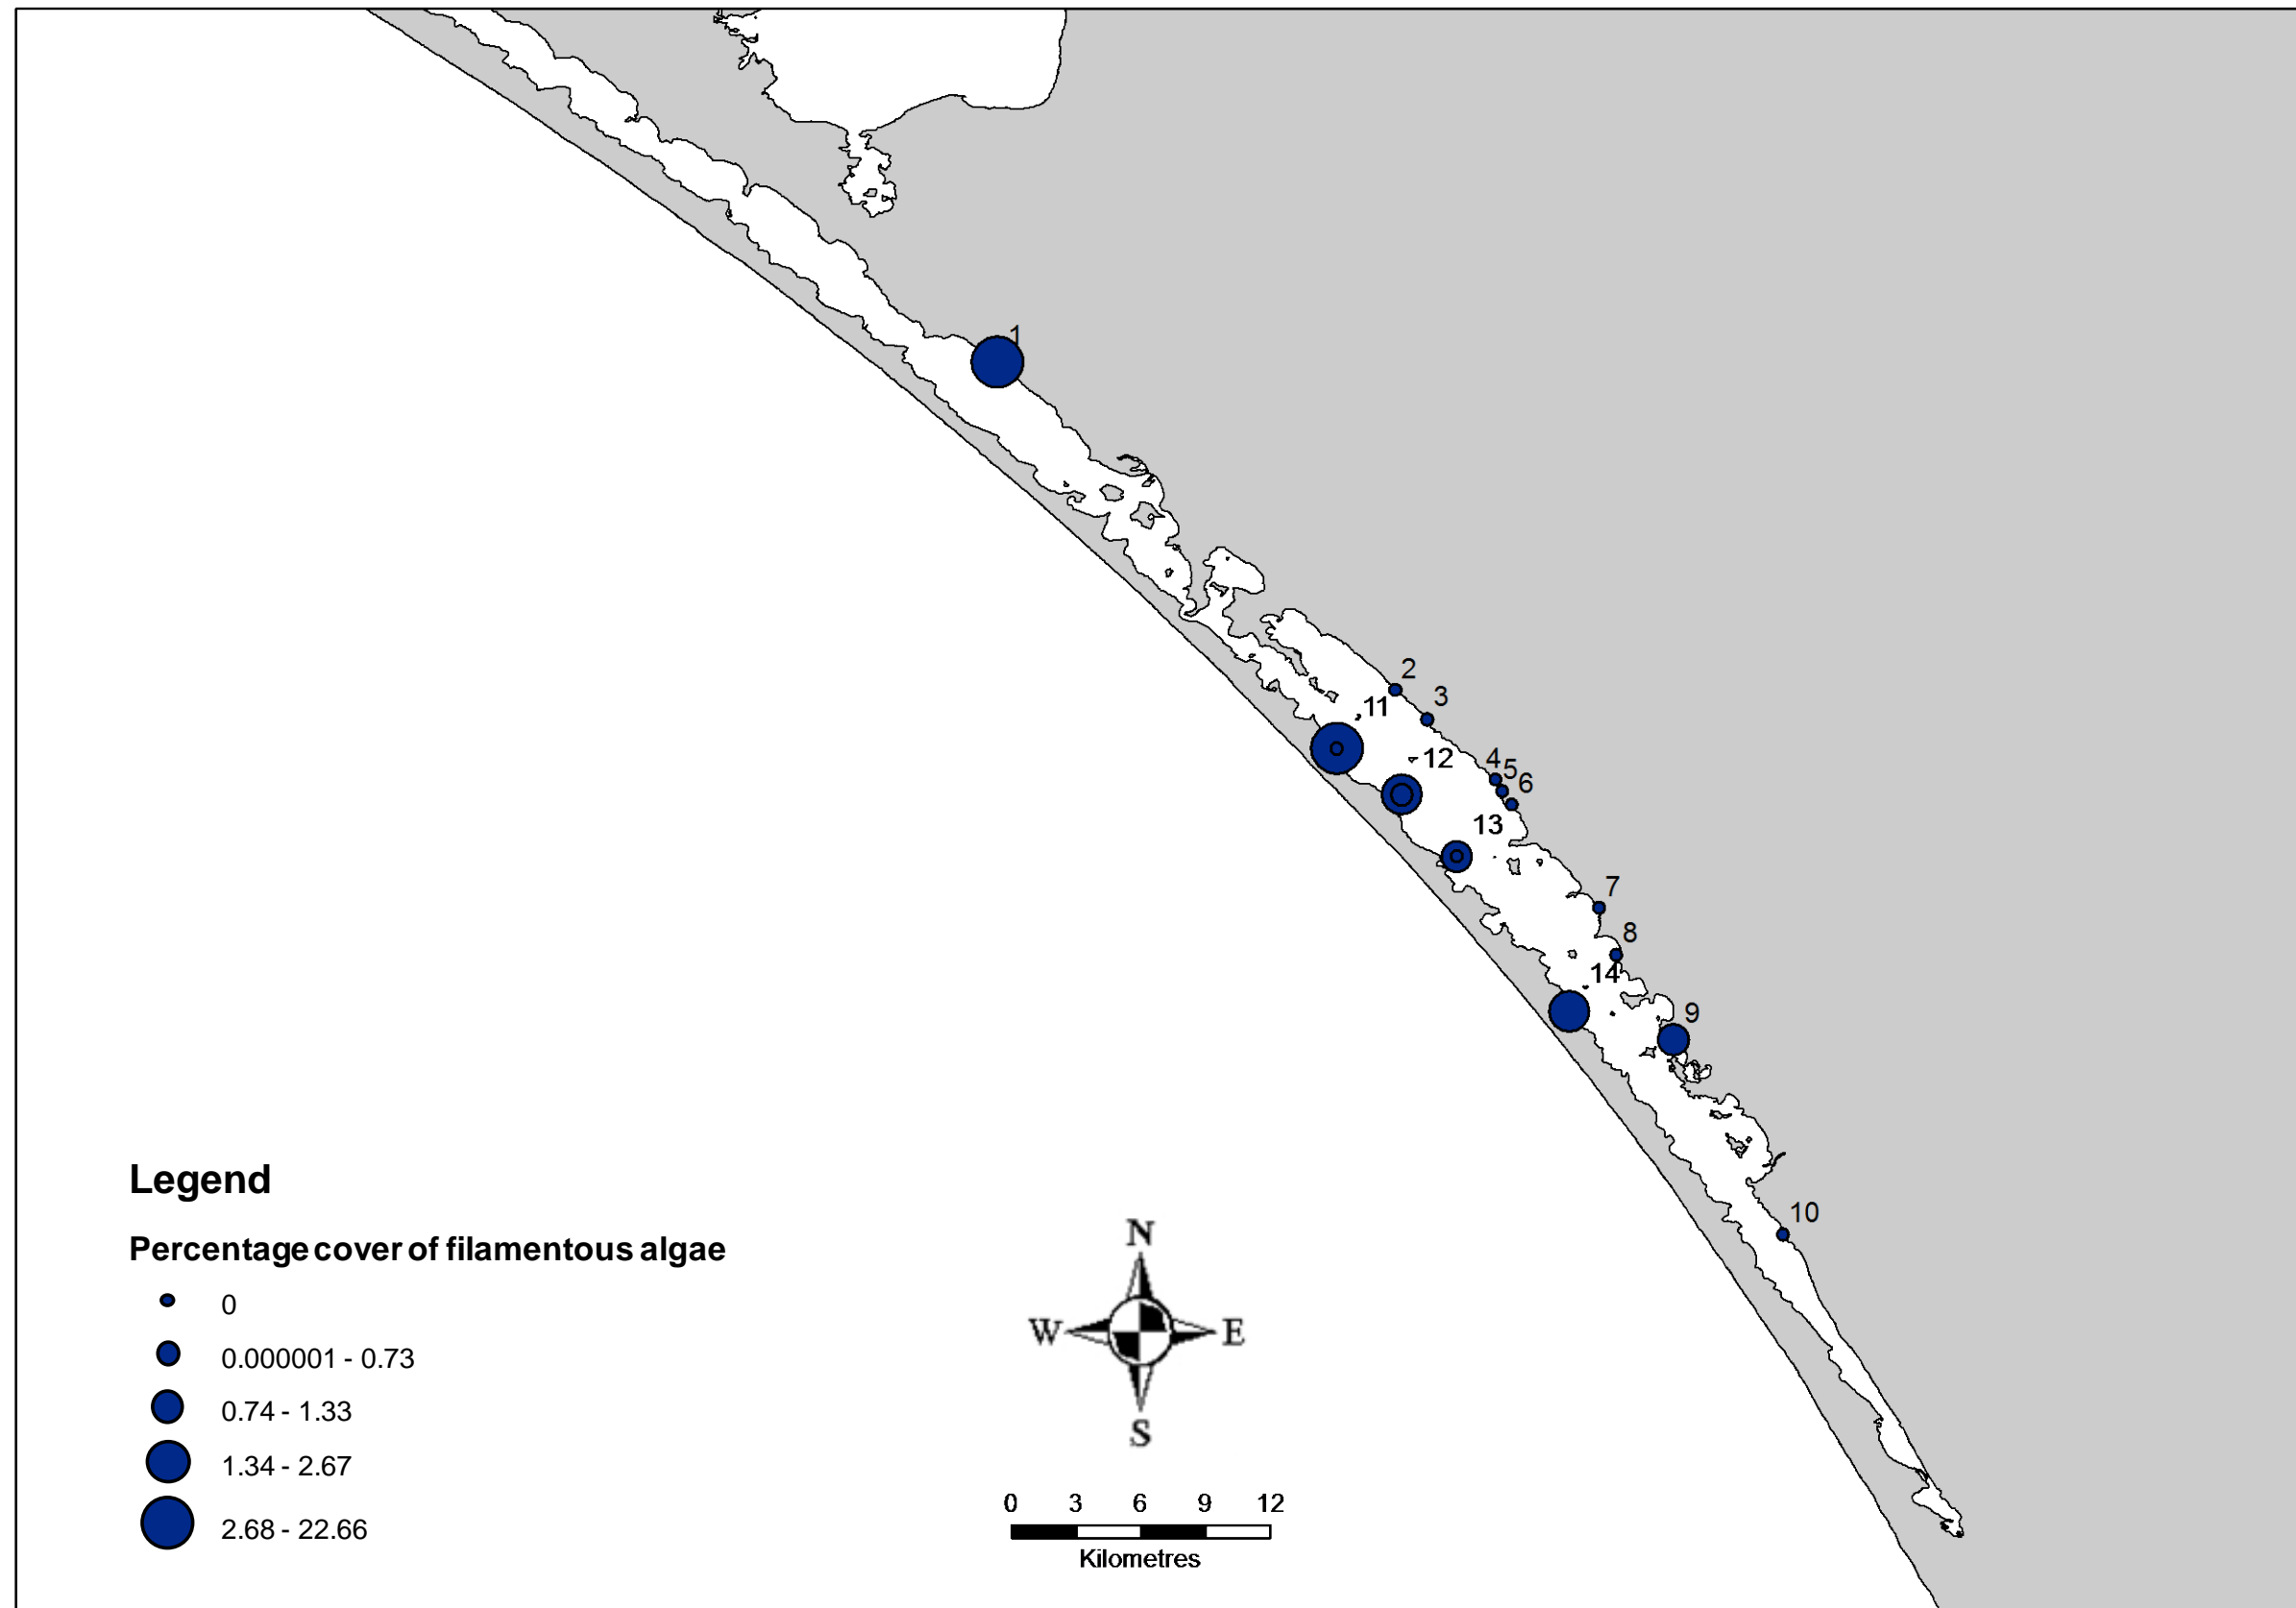 1
2
3
11
12
4
5
6
13
7
8
14
9
10
Legend
Percentage cover of filamentous algae
0
0.000001 - 0.73
0.74 - 1.33
1.34 - 2.67
2.68 - 22.66
N
W E
S
0 3 6 9 12
Kilometres